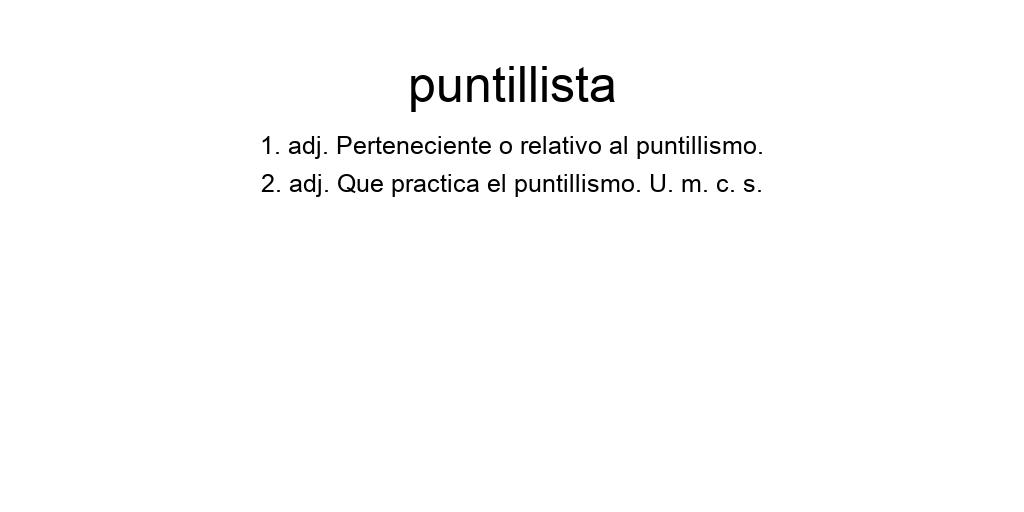 puntillista
1. adj. Perteneciente o relativo al puntillismo.
2. adj. Que practica el puntillismo. U. m. c. s.